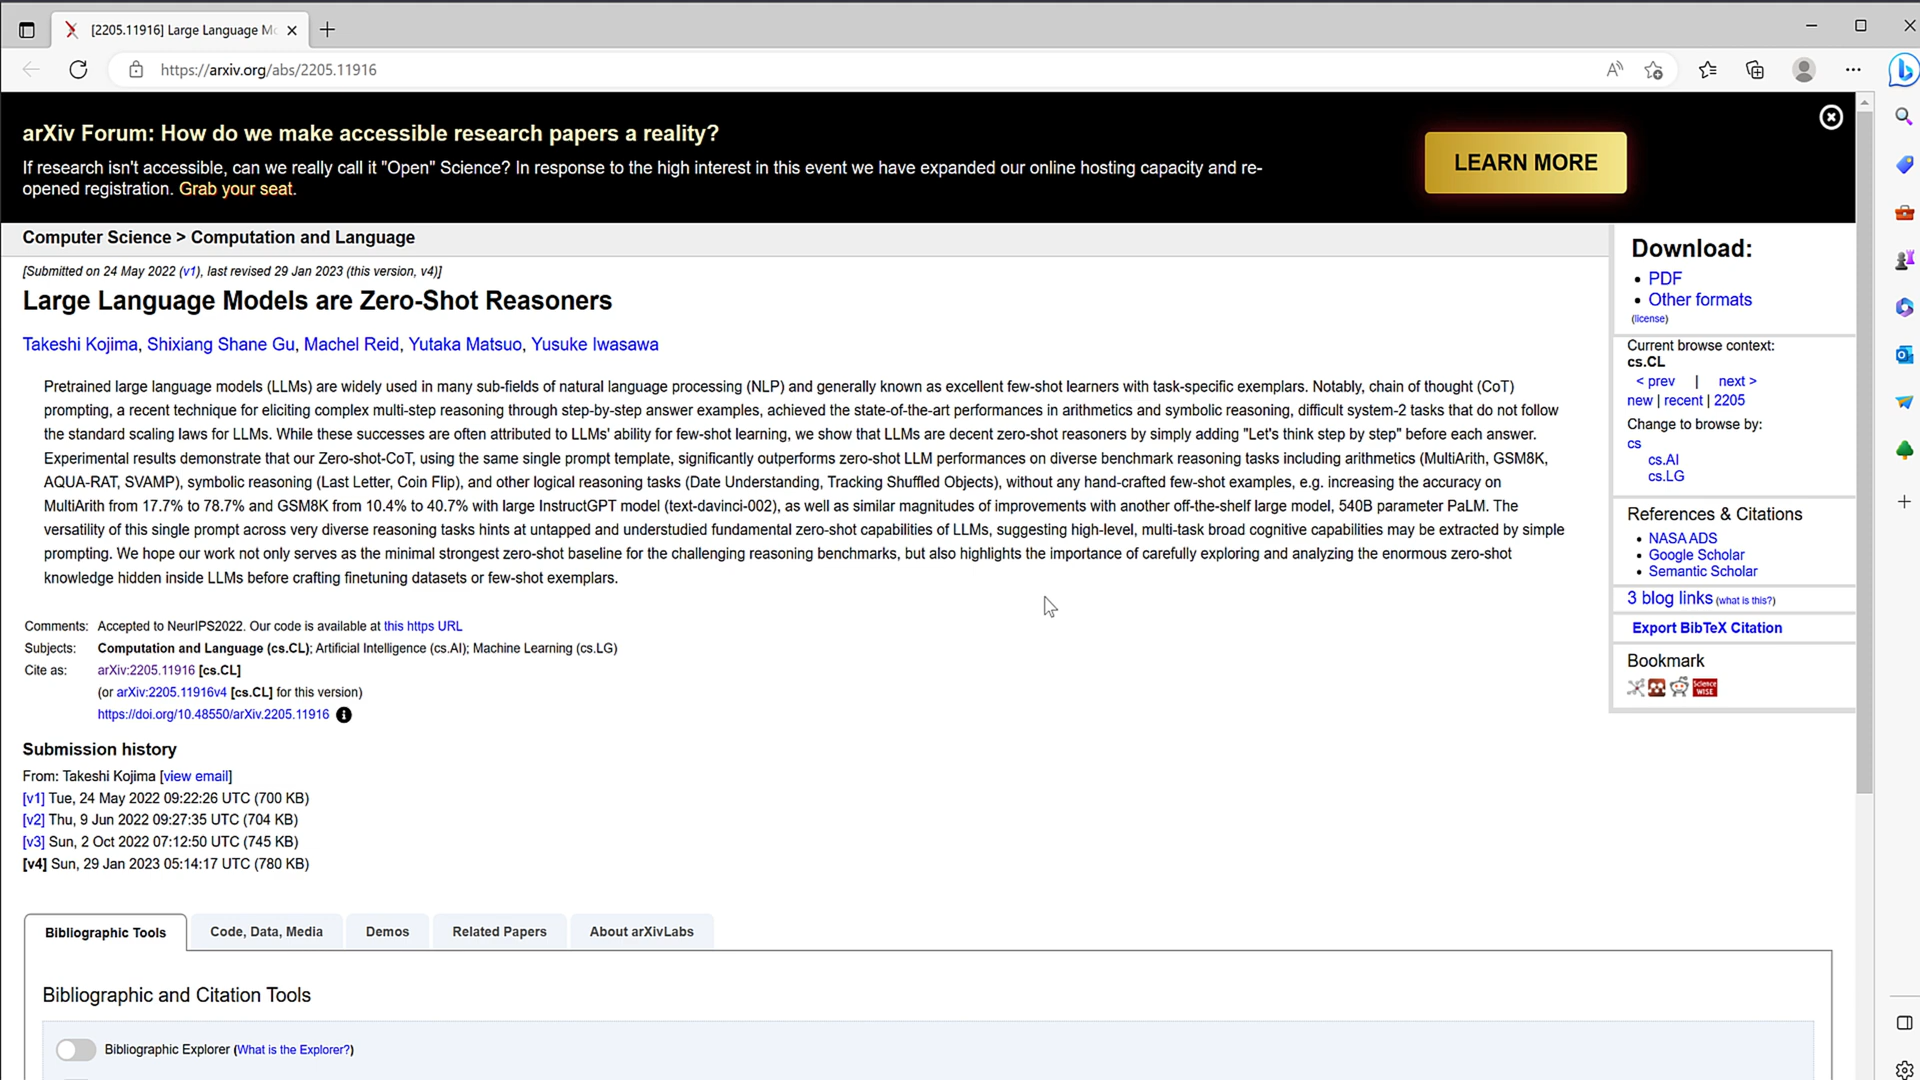 [2205.11916] Large Language Mo
https://arxiv.org/abs/2205.11916
arXiv Forum: How do we make accessible research papers a reality?
If research isn't accessible, can we really call it "Open" Science? In response to the high interest in this event we have expanded our online hosting capacity and re-
opened registration. Grab your seat.
LEARN MORE
Computer Science > Computation and Language
[Submitted on 24 May 2022 (v1), last revised 29 Jan 2023 (this version, v4)]
Large Language Models are Zero-Shot Reasoners
Takeshi Kojima, Shixiang Shane Gu, Machel Reid, Yutaka Matsuo, Yusuke Iwasawa
Pretrained large language models (LLMs) are widely used in many sub-fields of natural language processing (NLP) and generally known as excellent few-shot learners with task-specific exemplars. Notably, chain of thought (CoT)
prompting, a recent technique for eliciting complex multi-step reasoning through step-by-step answer examples, achieved the state-of-the-art performances in arithmetics and symbolic reasoning, difficult system-2 tasks that do not follow
the standard scaling laws for LLMs. While these successes are often attributed to LLMs' ability for few-shot learning, we show that LLMs are decent zero-shot reasoners by simply adding "Let's think step by step" before each answer.
Experimental results demonstrate that our Zero-shot-CoT, using the same single prompt template, significantly outperforms zero-shot LLM performances on diverse benchmark reasoning tasks including arithmetics (MultiArith, GSM8K,
AQUA-RAT, SVAMP), symbolic reasoning (Last Letter, Coin Flip), and other logical reasoning tasks (Date Understanding, Tracking Shuffled Objects), without any hand-crafted few-shot examples, e.g. increasing the accuracy on
MultiArith from 17.7% to 78.7% and GSM8K from 10.4% to 40.7% with large InstructGPT model (text-davinci-002), as well as similar magnitudes of improvements with another off-the-shelf large model, 540B parameter PaLM. The
versatility of this single prompt across very diverse reasoning tasks hints at untapped and understudied fundamental zero-shot capabilities of LLMs, suggesting high-level, multi-task broad cognitive capabilities may be extracted by simple
prompting. We hope our work not only serves as the minimal strongest zero-shot baseline for the challenging reasoning benchmarks, but also highlights the importance of carefully exploring and analyzing the enormous zero-shot
knowledge hidden inside LLMs before crafting finetuning datasets or few-shot exemplars.
Comments: Accepted to NeurIPS2022. Our code is available at this https URL
Subjects: Computation and Language (cs.CL); Artificial Intelligence (cs.AI); Machine Learning (cs.LG)
Cite as: arXiv:2205.11916 [cs.CL]
(or arXiv:2205.11916v4 [cs.CL] for this version)
https://doi.org/10.48550/arXiv.2205.11916
Submission history
From: Takeshi Kojima [view email]
[v1] Tue, 24 May 2022 09:22:26 UTC (700 KB)
[v2] Thu, 9 Jun 2022 09:27:35 UTC (704 KB)
[v3] Sun, 2 Oct 2022 07:12:50 UTC (745 KB)
[v4] Sun, 29 Jan 2023 05:14:17 UTC (780 KB)
Bibliographic Tools
Code, Data, Media
Demos
Related Papers
About arXivLabs
Bibliographic and Citation Tools
Bibliographic Explorer (What is the Explorer?)
Download:
PDF
Other formats
(license)
Current browse context:
cs.CL
< prev | next >
new | recent | 2205
Change to browse by:
cs
cs.AI
cs.LG
References & Citations
NASA ADS
Google Scholar
Semantic Scholar
3 blog links (what is this?)
Export BibTeX Citation
Bookmark
Science
WISE